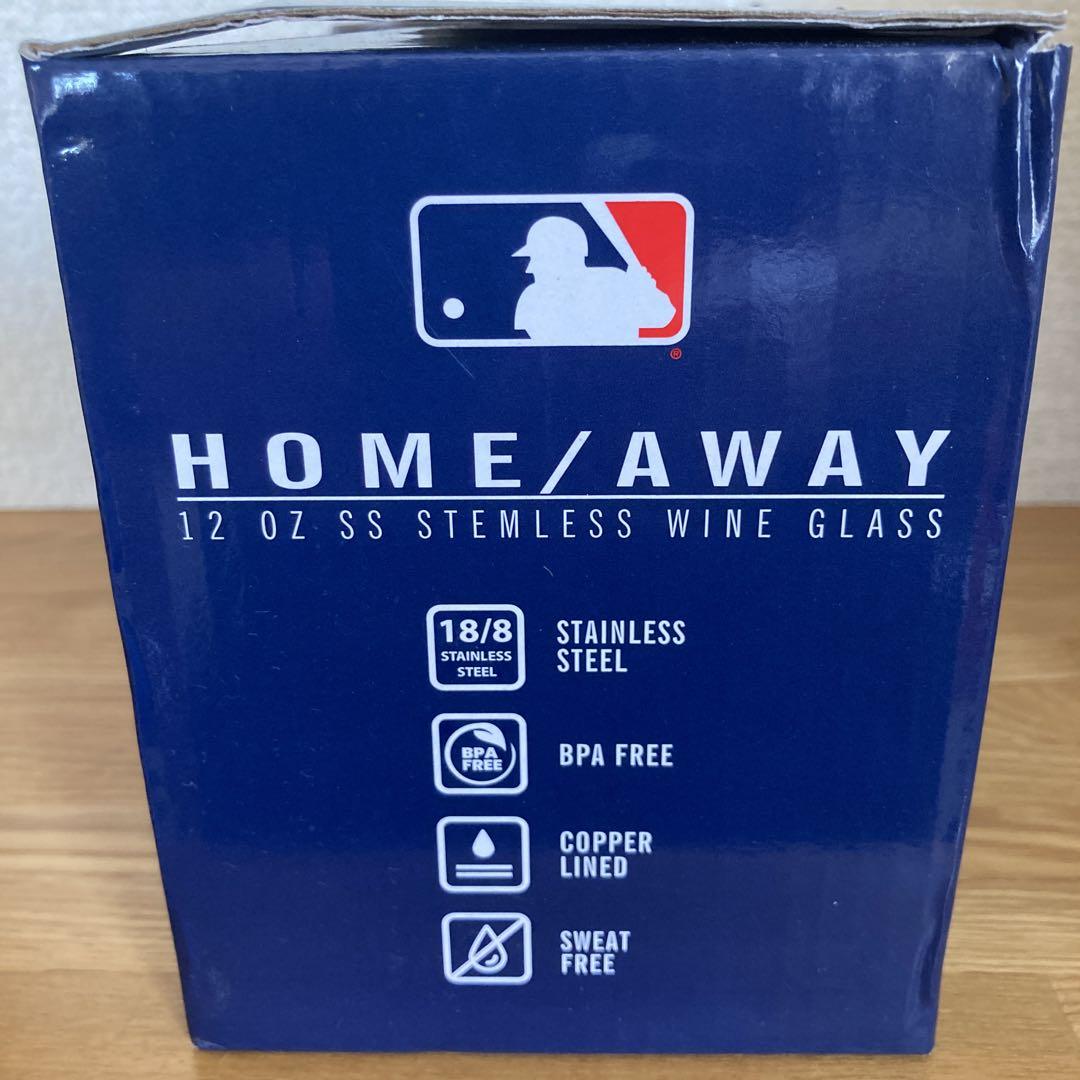 ®
HOME/AWAY
12 OZ SS STEMLESS WINE GLASS
18/8
STAINLESS
STEEL
STAINLESS
STEEL
BPA
FREE
BPA FREE
COPPER
LINED
SWEAT
FREE